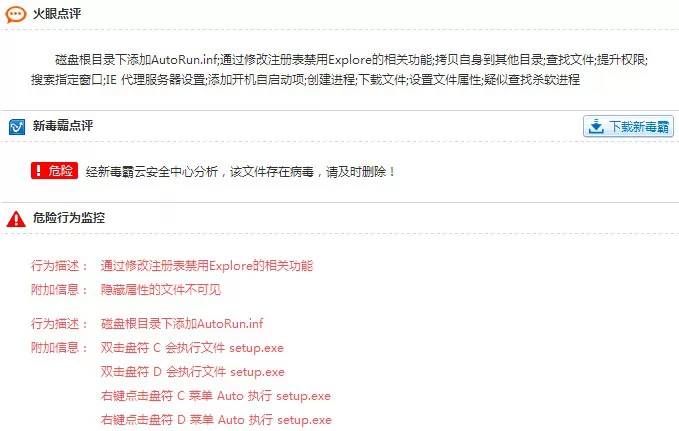 火眼点评
磁盘根目录下添加AutoRun.inf;通过修改注册表禁用Explore的相关功能;拷贝自身到其他目录;查找文件;提升权限;
搜索指定窗口;IE 代理服务器设置;添加开机自启动项;创建进程;下载文件;设置文件属性;疑似查找杀软进程
新毒霸点评
下载新毒霸
危险 经新毒霸云安全中心分析，该文件存在病毒，请及时删除！
危险行为监控
行为描述： 通过修改注册表禁用Explore的相关功能
附加信息： 隐藏属性的文件不可见
行为描述： 磁盘根目录下添加AutoRun.inf
附加信息： 双击盘符 C 会执行文件 setup.exe
双击盘符 D 会执行文件 setup.exe
右键点击盘符 C 菜单 Auto 执行 setup.exe
右键点击盘符 D 菜单 Auto 执行 setup.exe